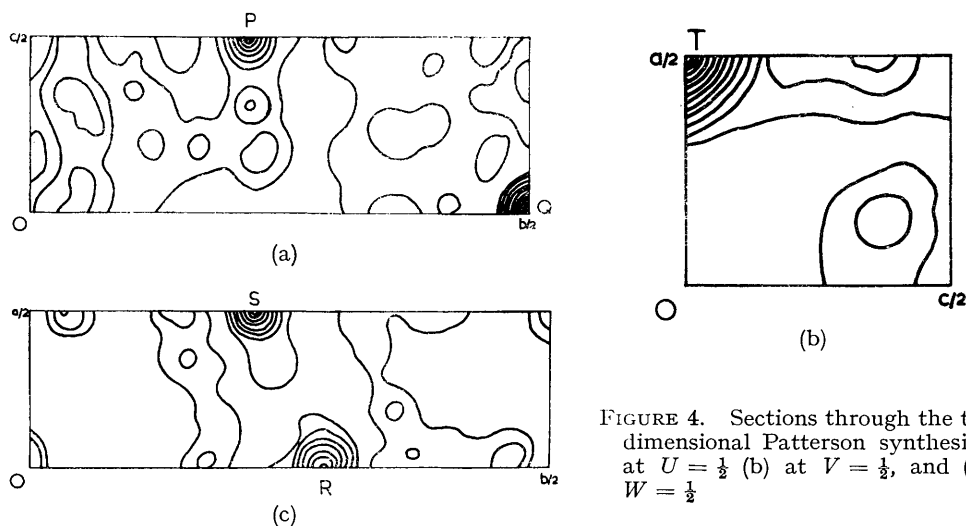 P
c/2
O
Q
b/2
(a)
S
a/2
O
R
b/2
(c)
T
a/2
O
c/2
(b)
FIGURE 4. Sections through the
dimensional Patterson
at U = ½ (b) at V = ½, and
W = ½